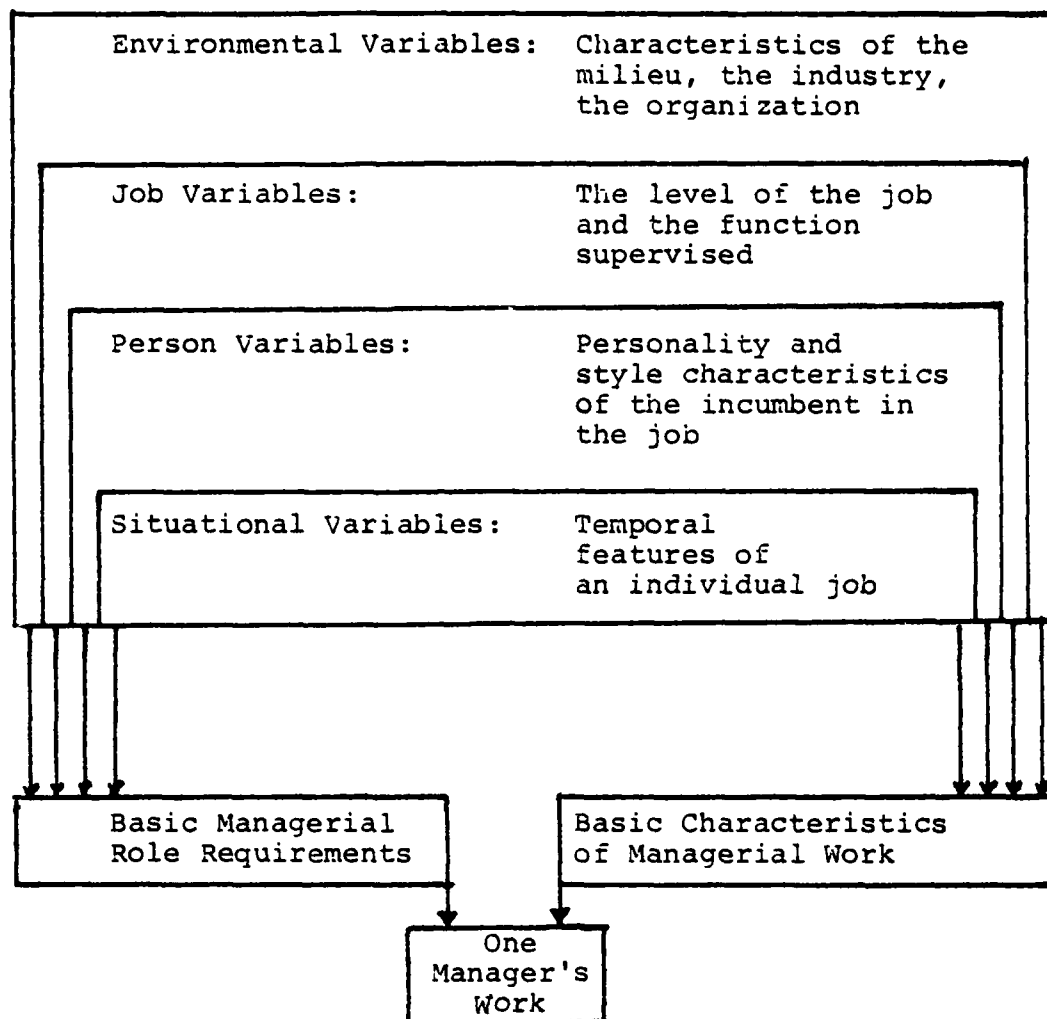 Environmental Variables: Characteristics of the
milieu, the industry,
the organization
Job Variables: The level of the job
and the function
supervised
Person Variables: Personality and
style characteristics
of the incumbent in
the job
Situational Variables: Temporal
features of
an individual job
Basic Managerial
Role Requirements
Basic Characteristics
of Managerial Work
One
Manager's
Work